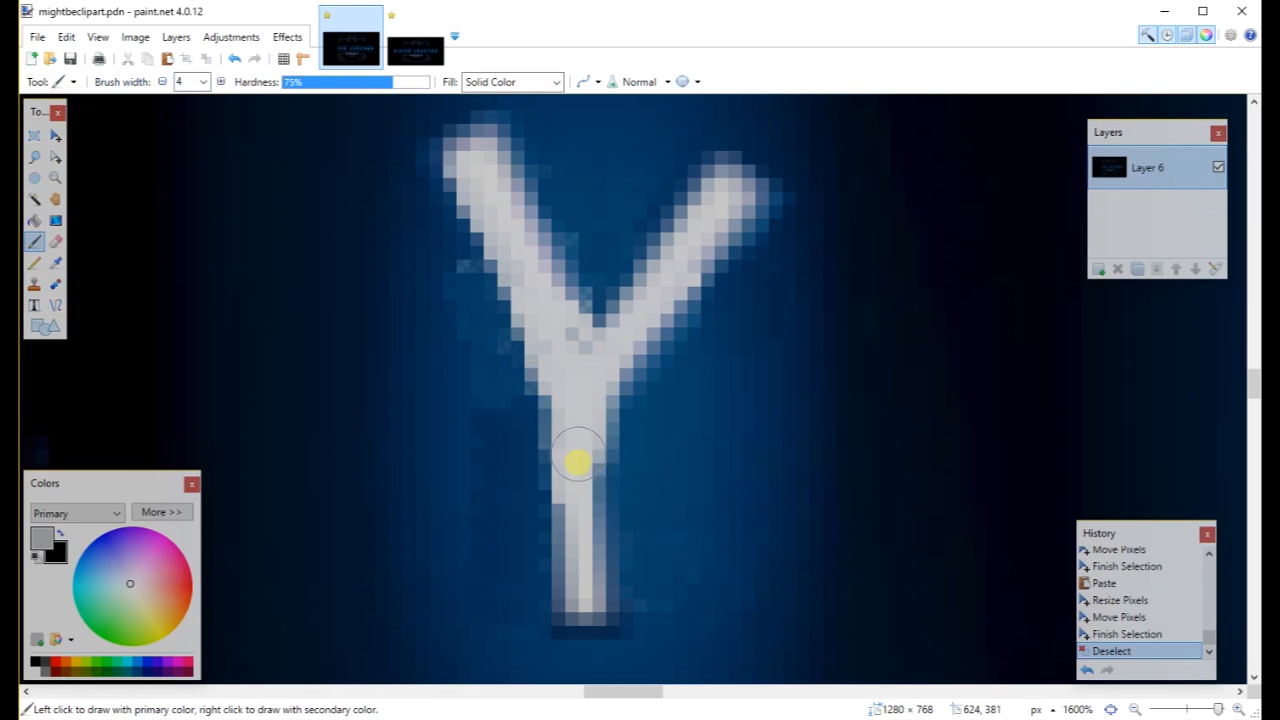 mightbeclipart.pdn - paint.net 4.0.12
File Edit View Image Layers Adjustments Effects
Tool: Brush width: 4 Hardness: 75% Fill: Solid Color Normal
To...
Layers
Layer 6
Y
Colors
Primary More >>
History
Move Pixels
Finish Selection
Paste
Resize Pixels
Move Pixels
Finish Selection
Deselect
Left click to draw with primary color, right click to draw with secondary color. 1280 × 768 624, 381 px 1600%